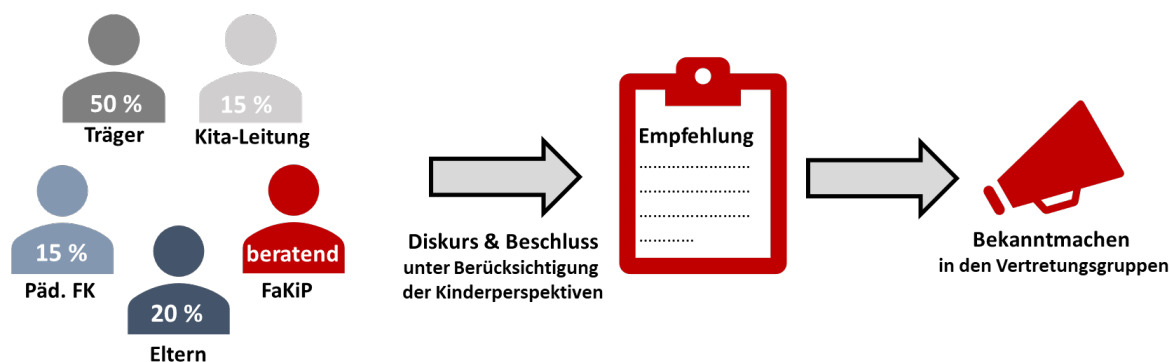 50 %
Träger
15 %
Kita-Leitung
15 %
Päd. FK
20 %
Eltern
beratend
FaKiP
Diskurs & Beschluss
unter Berücksichtigung
der Kinderperspektiven
Empfehlung
........................
........................
........................
............
Bekanntmachen
in den Vertretungsgruppen